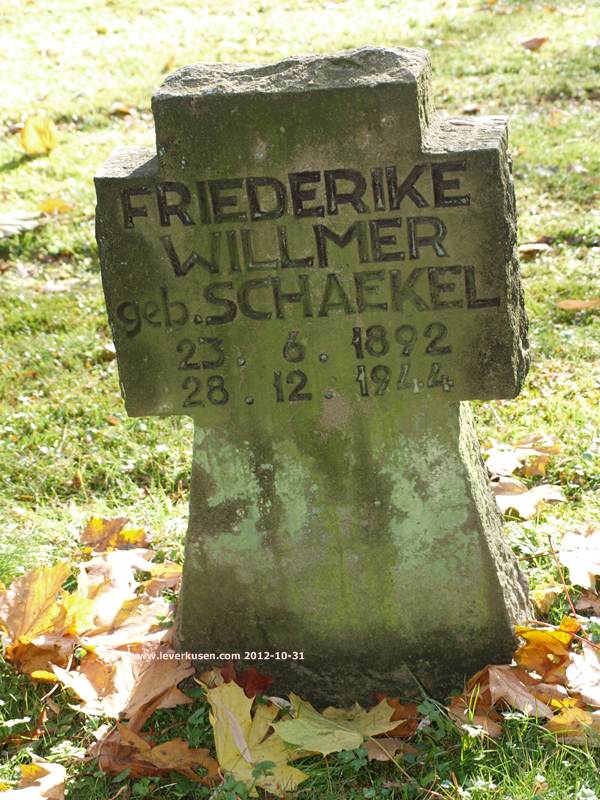 FRIEDERIKE
WILLMER
geb. SCHAEKEL
23. 6. 1892
28. 12. 1944
www.leverkusen.com 2012-10-31